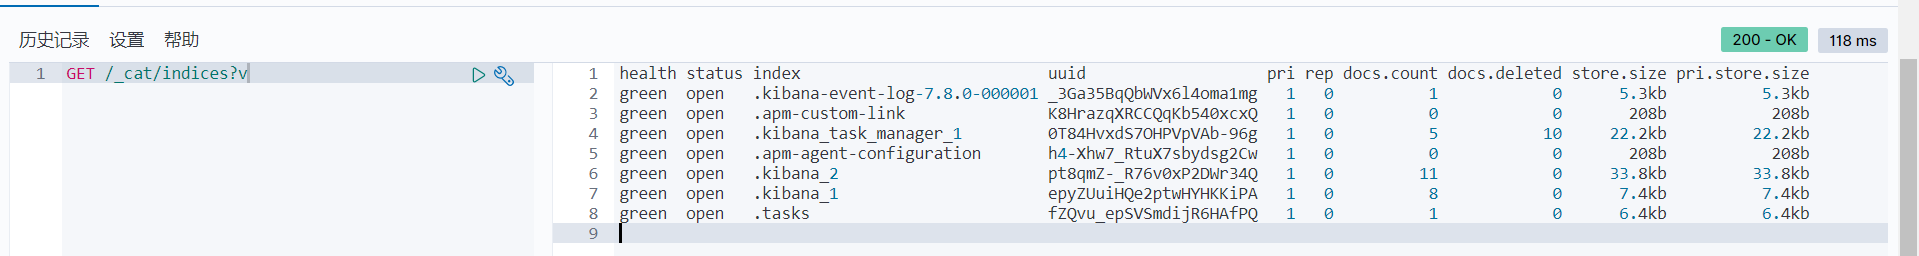 历史记录 设置 帮助 200 - OK 118 ms
1 GET /_cat/indices?v
1 health status index uuid pri rep docs.count docs.deleted store.size pri.store.size
2 green open .kibana-event-log-7.8.0-000001 _3Ga35BqQbWVx6l4oma1mg 1 0 1 0 5.3kb 5.3kb
3 green open .apm-custom-link K8HrazqXRCCQqKb540xcxQ 1 0 0 0 208b 208b
4 green open .kibana_task_manager_1 0T84HvxdS7OHPVpVAb-96g 1 0 5 10 22.2kb 22.2kb
5 green open .apm-agent-configuration h4-Xhw7_RtuX7sbydsg2Cw 1 0 0 0 208b 208b
6 green open .kibana_2 pt8qmZ-_R76v0xP2DWr34Q 1 0 11 0 33.8kb 33.8kb
7 green open .kibana_1 epyZUuiHQe2ptwHYHKKiPA 1 0 8 0 7.4kb 7.4kb
8 green open .tasks fZQvu_epSVSmdijR6HAfPQ 1 0 1 0 6.4kb 6.4kb
9